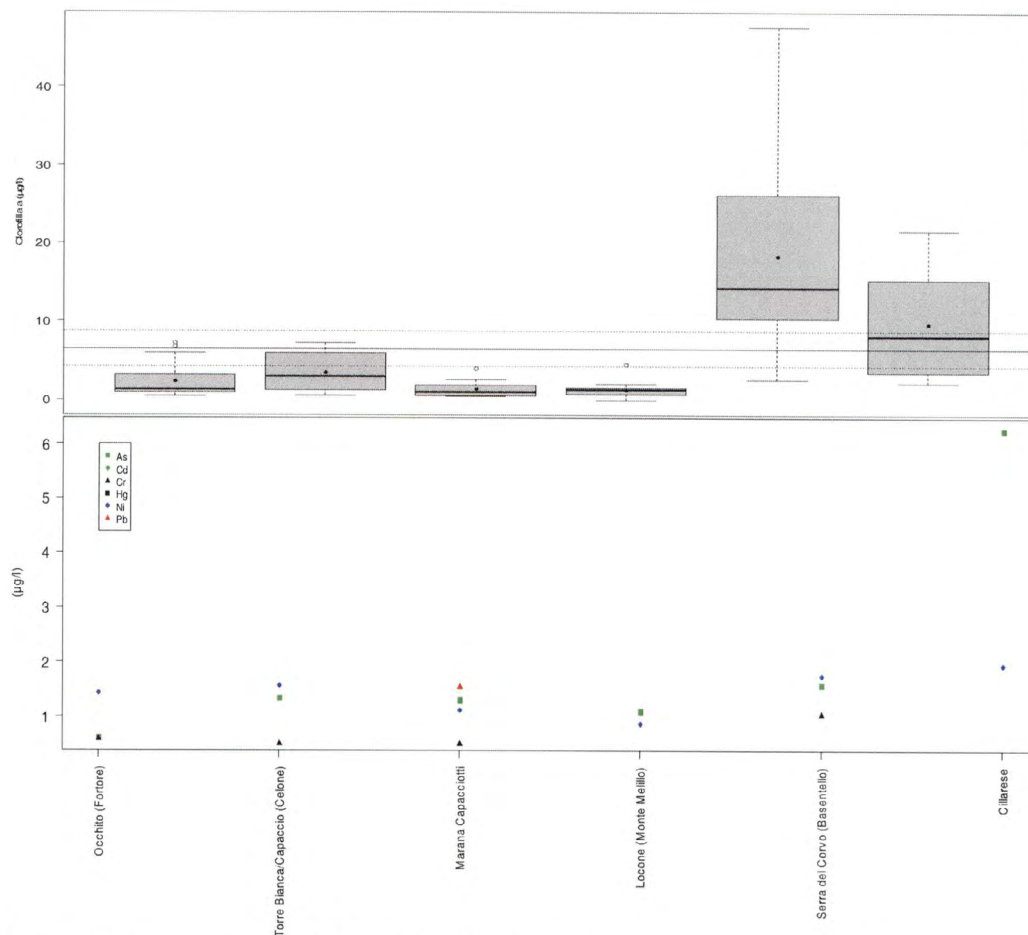 Clorofilla a (µg/l)
40
30
20
10
0
(µg/l)
6
5
4
3
2
1
As
Cd
Cr
Hg
Ni
Pb
Occhito (Fortore)
Torre Bianca/Capaccio (Celone)
Marana Capacciotti
Locone (Monte Melillo)
Serra del Corvo (Basentello)
Cillarese